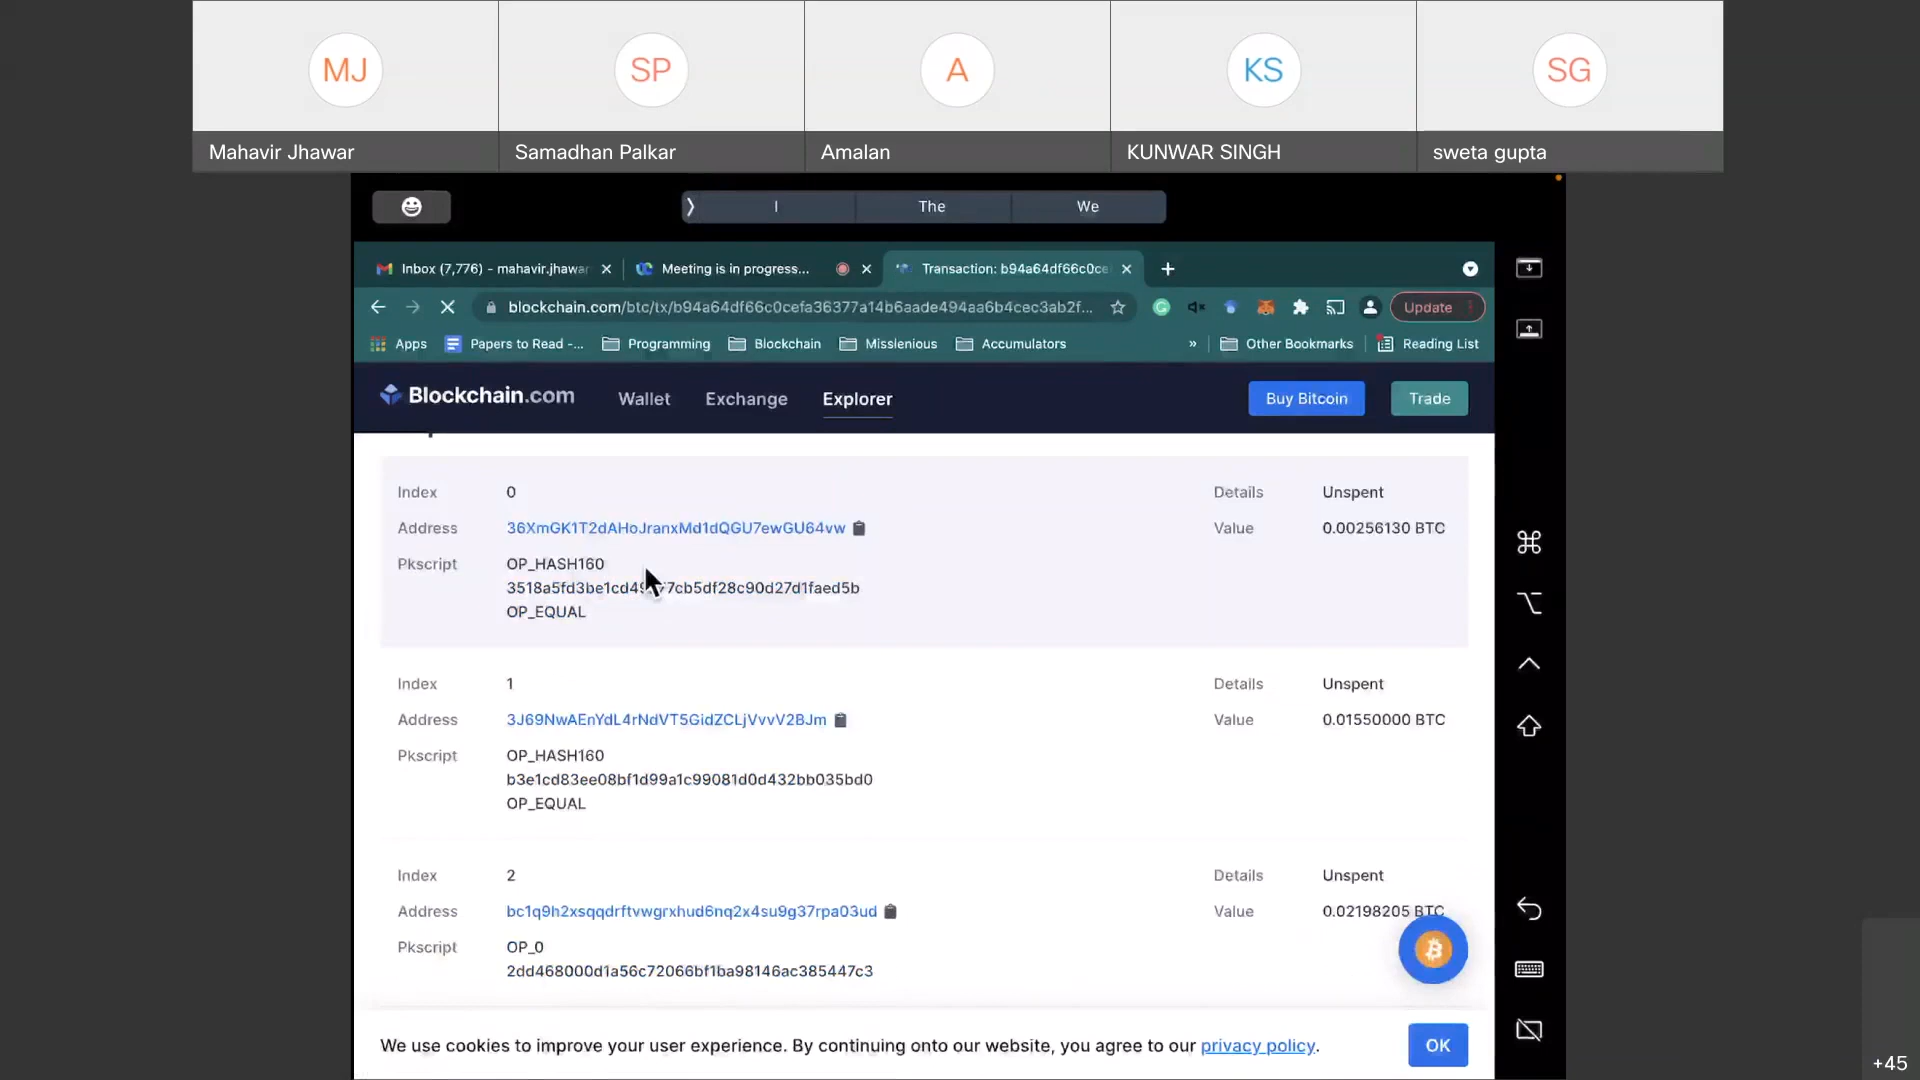 MJ
SP
A
KS
SG
Mahavir Jhawar
Samadhan Palkar
Amalan
KUNWAR SINGH
sweta gupta
I
The
We
Inbox (7,776) - mahavir.jhawar
Meeting is in progress...
Transaction: b94a64df66c0ce
blockchain.com/btc/tx/b94a64df66c0cefa36377a14b6aade494aa6b4cec3ab2f...
Update
Apps
Papers to Read -...
Programming
Blockchain
Misslenious
Accumulators
»
Other Bookmarks
Reading List
Blockchain.com
Wallet
Exchange
Explorer
Buy Bitcoin
Trade
Index 0 Details Unspent
Address 36XmGK1T2dAHoJranxMd1dQGU7ewGU64vw Value 0.00256130 BTC
Pkscript OP_HASH160
OP_EQUAL
Index 1 Details Unspent
Address 3J69NwAEnYdL4rNdVT5GidZCLjVvvV2BJm Value 0.01550000 BTC
Pkscript OP_HASH160
b3e1cd83ee08bf1d99a1c99081d0d432bb035bd0
OP_EQUAL
Index 2 Details Unspent
Address bc1q9h2xsqqdrftvwgrxhud6nq2x4su9g37rpa03ud Value 0.02198205 BTC
Pkscript OP_0
2dd468000d1a56c72066bf1ba98146ac385447c3
We use cookies to improve your user experience. By continuing onto our website, you agree to our privacy policy.
OK
+45